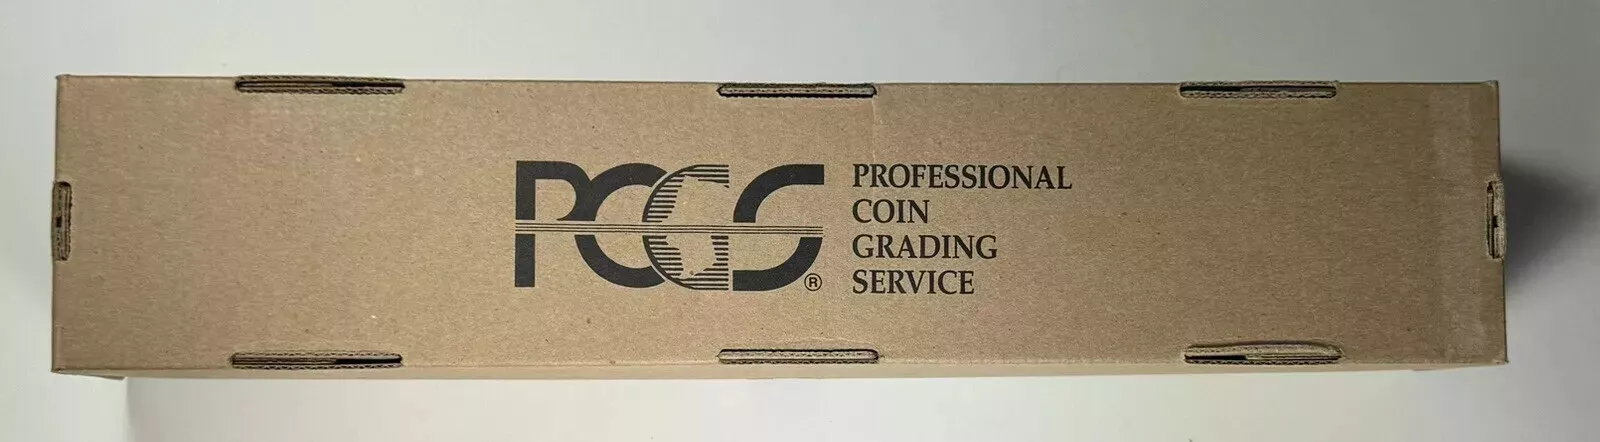 PCGS®
PROFESSIONAL
COIN
GRADING
SERVICE